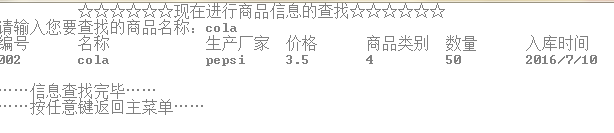 ☆☆☆☆☆☆现在进行商品信息的查找☆☆☆☆☆☆
请输入您要查找的商品名称：cola
编号 名称 生产厂家 价格 商品类别 数量 入库时间
002 cola pepsi 3.5 4 50 2016/7/10
……信息查找完毕……
……按任意键返回主菜单……